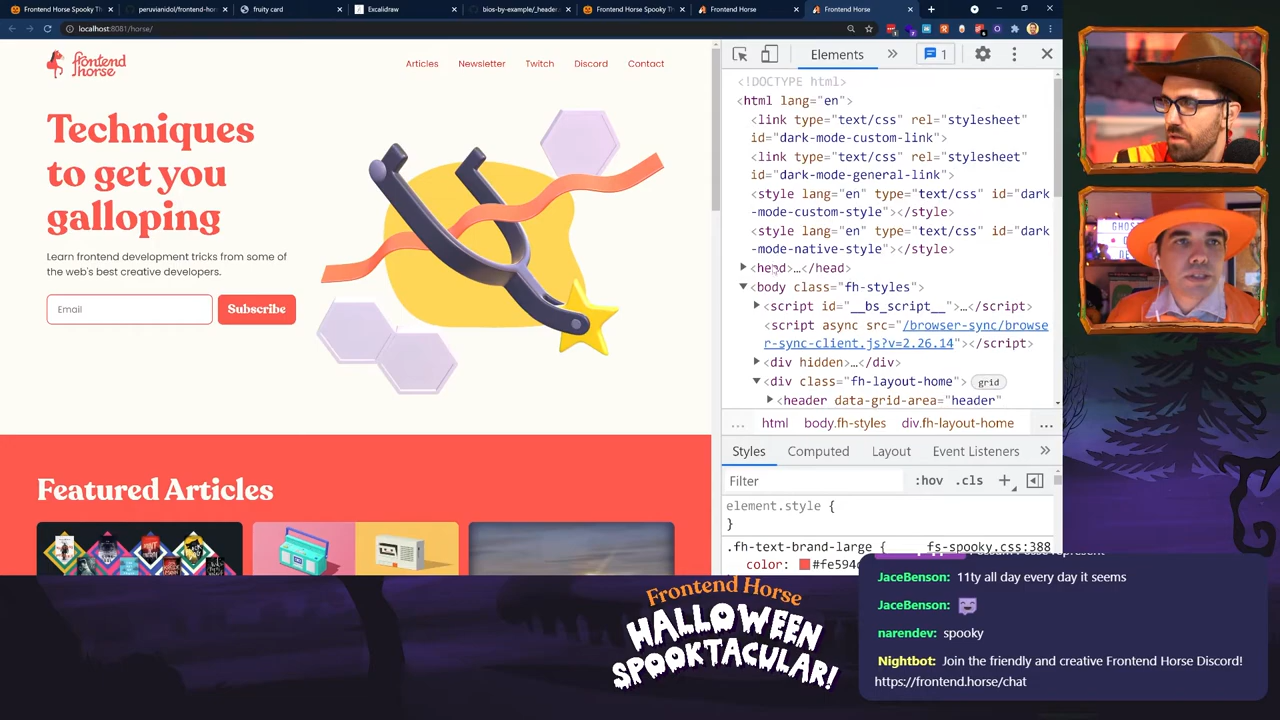 Frontend Horse Spooky Th
peruvianidol/frontend-hors
fruity card
Excalidraw
bios-by-example/_header.
Frontend Horse Spooky Th
Frontend Horse
Frontend Horse
localhost:8081/horse/
frontend
horse
Articles
Newsletter
Twitch
Discord
Contact
Techniques
to get you
galloping
Learn frontend development tricks from some of
the web's best creative developers.
Email
Subscribe
Featured Articles
Elements
1
<!DOCTYPE html>
<html lang="en">
<link type="text/css" rel="stylesheet"
id="dark-mode-custom-link">
<link type="text/css" rel="stylesheet"
id="dark-mode-general-link">
<style lang="en" type="text/css" id="dark
-mode-custom-style"></style>
<style lang="en" type="text/css" id="dark
-mode-native-style"></style>
<head>…</head>
<body class="fh-styles">
<script id="__bs_script__">…</script>
<script async src="/browser-sync/browse
r-sync-client.js?v=2.26.14"></script>
<div hidden>…</div>
<div class="fh-layout-home"> grid
<header data-grid-area="header"
… html body.fh-styles div.fh-layout-home …
Styles
Computed
Layout
Event Listeners
Filter
:hov .cls
element.style {
}
.fh-text-brand-large { fs-spooky.css:388
color:
Frontend Horse
HALLOWEEN
SPOOKTACULAR!
JaceBenson: 11ty all day every day it seems
JaceBenson:
narendev: spooky
Nightbot: Join the friendly and creative Frontend Horse Discord!
https://frontend.horse/chat